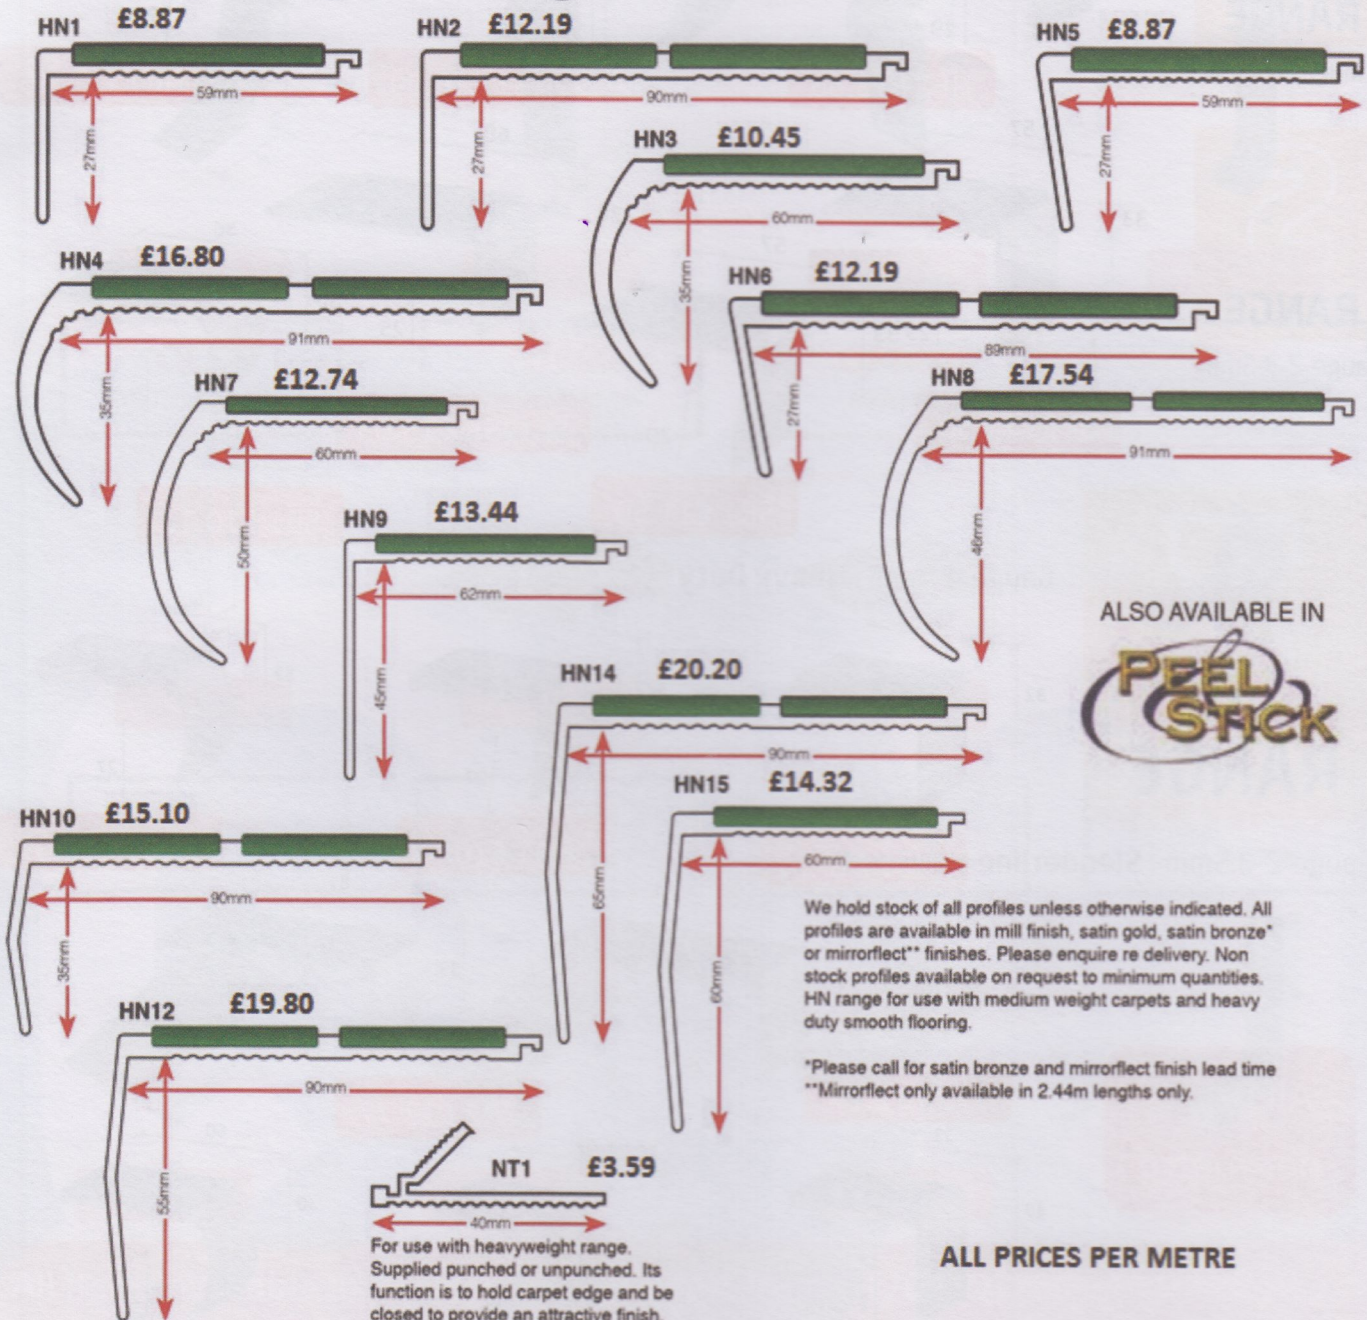 HN1 £8.87
59mm
27mm
HN2 £12.19
90mm
27mm
HN5 £8.87
59mm
27mm
HN3 £10.45
60mm
35mm
HN4 £16.80
91mm
35mm
HN6 £12.19
89mm
27mm
HN7 £12.74
60mm
50mm
HN8 £17.54
91mm
46mm
HN9 £13.44
62mm
45mm
ALSO AVAILABLE IN
PEEL
STICK
HN14 £20.20
90mm
65mm
HN15 £14.32
60mm
60mm
HN10 £15.10
90mm
35mm
We hold stock of all profiles unless otherwise indicated. All
profiles are available in mill finish, satin gold, satin bronze*
or mirrorflect** finishes. Please enquire re delivery. Non
stock profiles available on request to minimum quantities.
HN range for use with medium weight carpets and heavy
duty smooth flooring.
*Please call for satin bronze and mirrorflect finish lead time
**Mirrorflect only available in 2.44m lengths only.
HN12 £19.80
90mm
55mm
NT1 £3.59
40mm
For use with heavyweight range.
Supplied punched or unpunched. Its
function is to hold carpet edge and be
closed to provide an attractive finish.
ALL PRICES PER METRE